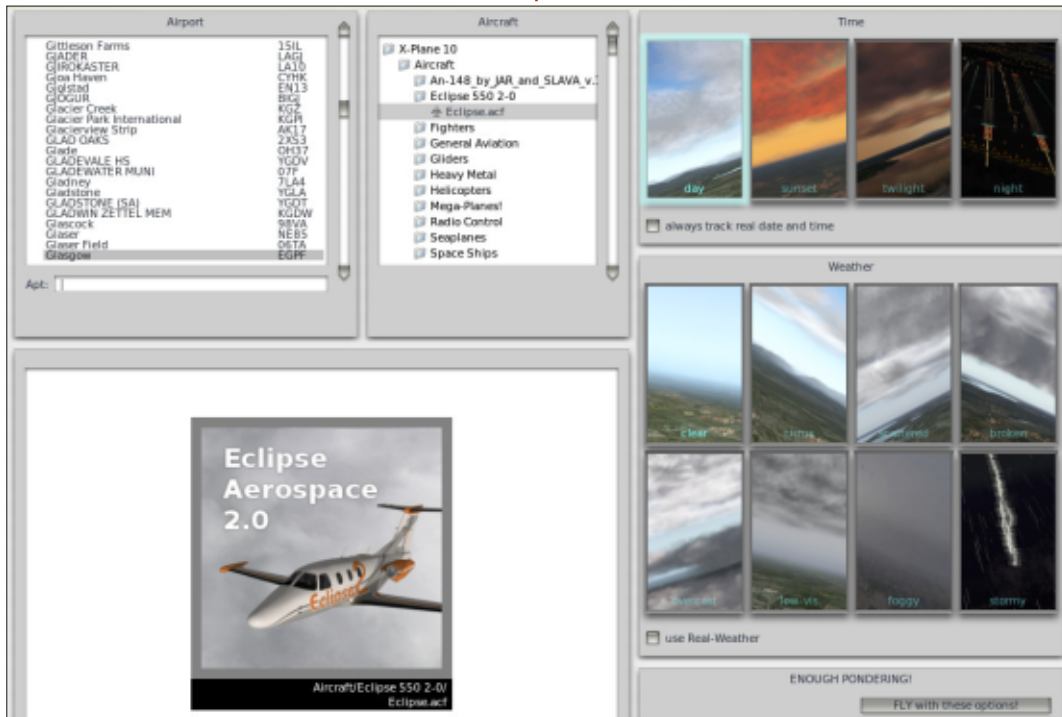 Airport
Gittleson Farms 15IL
GJADER LAGJ
GJIROKASTER LA10
Gjoa Haven CYHK
Gjolstad EN13
GJOGUR BIGJ
Glacier Creek KGZ
Glacier Park International KGPI
Glacierview Strip AK17
GLAD OAKS 2XS3
Glade OH37
GLADEVALE HS YGDV
GLADEWATER MUNI 07F
Gladney 7LA4
Gladstone YGLA
GLADSTONE (SA) YGDT
GLADWIN ZETTEL MEM KGDW
Glascock 98VA
Glaser NE85
Glaser Field 06TA
Glasgow EGPF
Apt:
Aircraft
X-Plane 10
Aircraft
An-148_by_JAR_and_SLAVA_v.
Eclipse 550 2-0
Eclipse.acf
Fighters
General Aviation
Gliders
Heavy Metal
Helicopters
Mega-Planes!
Radio Control
Seaplanes
Space Ships
Time
day
sunset
twilight
night
always track real date and time
Weather
clear
cirrus
scattered
broken
overcast
low-vis
foggy
stormy
use Real-Weather
Eclipse
Aerospace
2.0
Eclipse
Aircraft/Eclipse 550 2-0/
Eclipse.acf
ENOUGH PONDERING!
FLY with these options!